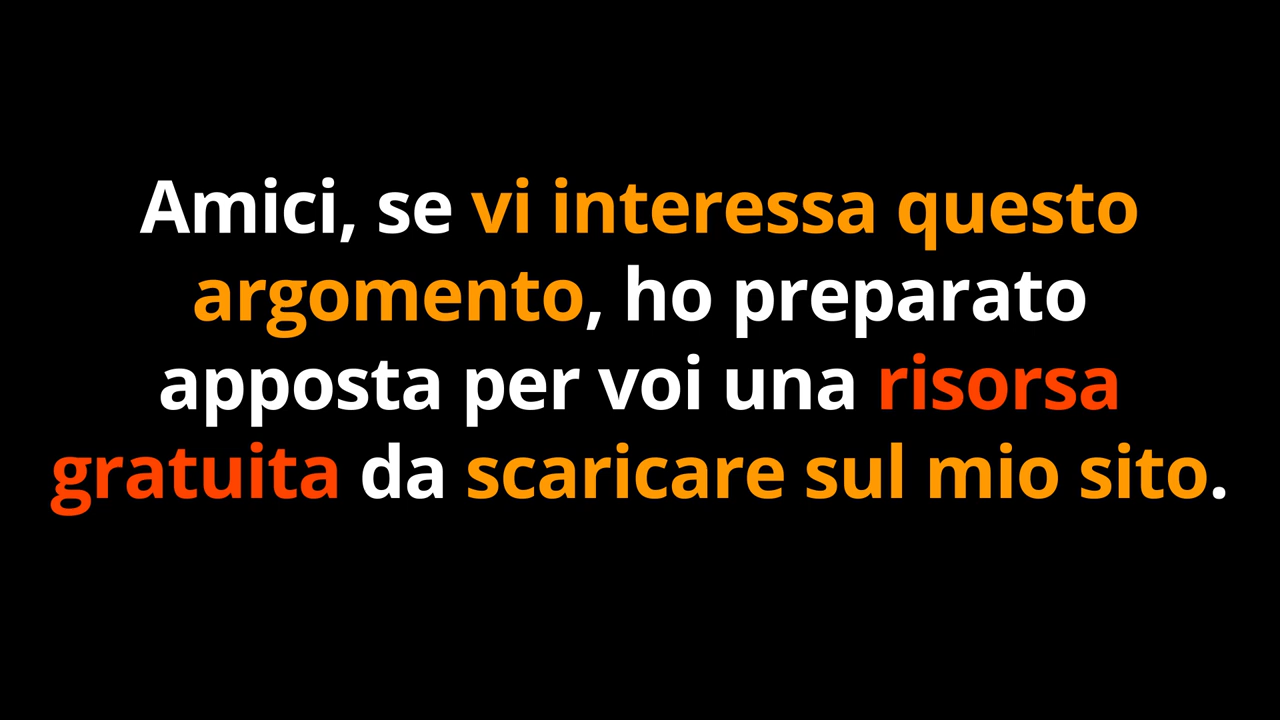 Amici, se vi interessa questo
argomento, ho preparato
apposta per voi una risorsa
gratuita da scaricare sul mio sito.